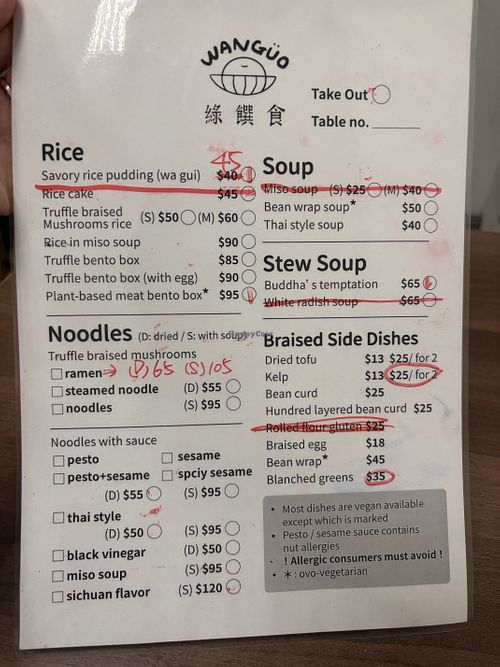 WANGÜO
綠 饌 食
Take Out
Table no.
Rice
45
Savory rice pudding (wa gui) $40
Rice cake $45
Truffle braised
Mushrooms rice (S) $50 (M) $60
Rice in miso soup $90
Truffle bento box $85
Truffle bento box (with egg) $90
Plant-based meat bento box* $95
Noodles (D: dried / S: with soup)
Truffle braised mushrooms
ramen → (D) 65 (S) 105
steamed noodle (D) $55
noodles (S) $95
Noodles with sauce
pesto sesame
pesto+sesame spciy sesame
(D) $55 (S) $95
thai style
(D) $50 (S) $95
black vinegar (D) $50
miso soup (S) $95
sichuan flavor (S) $120
Soup
Miso soup (S) $25 (M) $40
Bean wrap soup* $50
Thai style soup $40
Stew Soup
Buddha's temptation $65
White radish soup $65
Braised Side Dishes
Dried tofu $13 $25/ for 2
Kelp $13 $25/ for 2
Bean curd $25
Hundred layered bean curd $25
Rolled flour gluten $25
Braised egg $18
Bean wrap* $45
Blanched greens $35
• Most dishes are vegan available
except which is marked
• Pesto / sesame sauce contains
nut allergies
! Allergic consumers must avoid !
• * : ovo-vegetarian